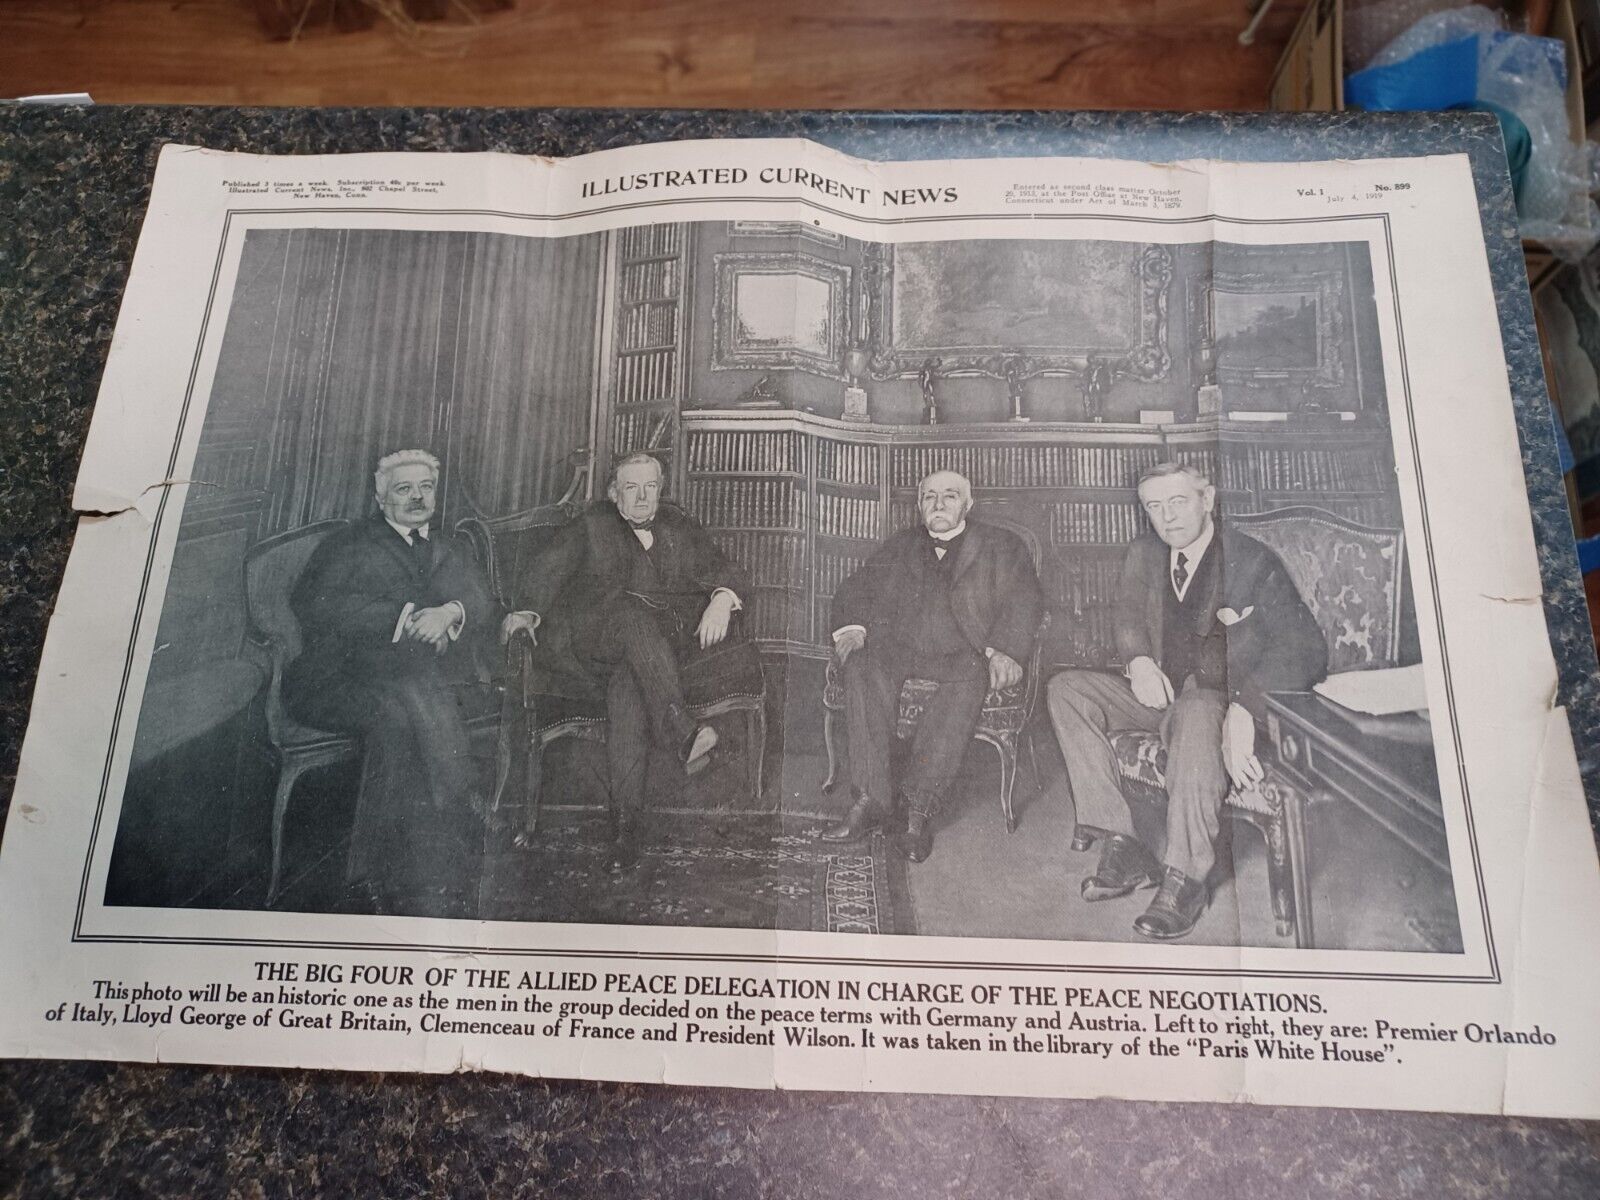 Published 3 times a week. Subscription 40c per week.
Illustrated Current News, Inc., 902 Chapel Street,
New Haven, Conn.
ILLUSTRATED CURRENT NEWS
Entered as second class matter October
29, 1913, at the Post Office at New Haven,
Connecticut under Act of March 3, 1879.
Vol. 1 No. 899
July 4, 1919
THE BIG FOUR OF THE ALLIED PEACE DELEGATION IN CHARGE OF THE PEACE NEGOTIATIONS.
This photo will be an historic one as the men in the group decided on the peace terms with Germany and Austria. Left to right, they are: Premier Orlando
of Italy, Lloyd George of Great Britain, Clemenceau of France and President Wilson. It was taken in the library of the "Paris White House".